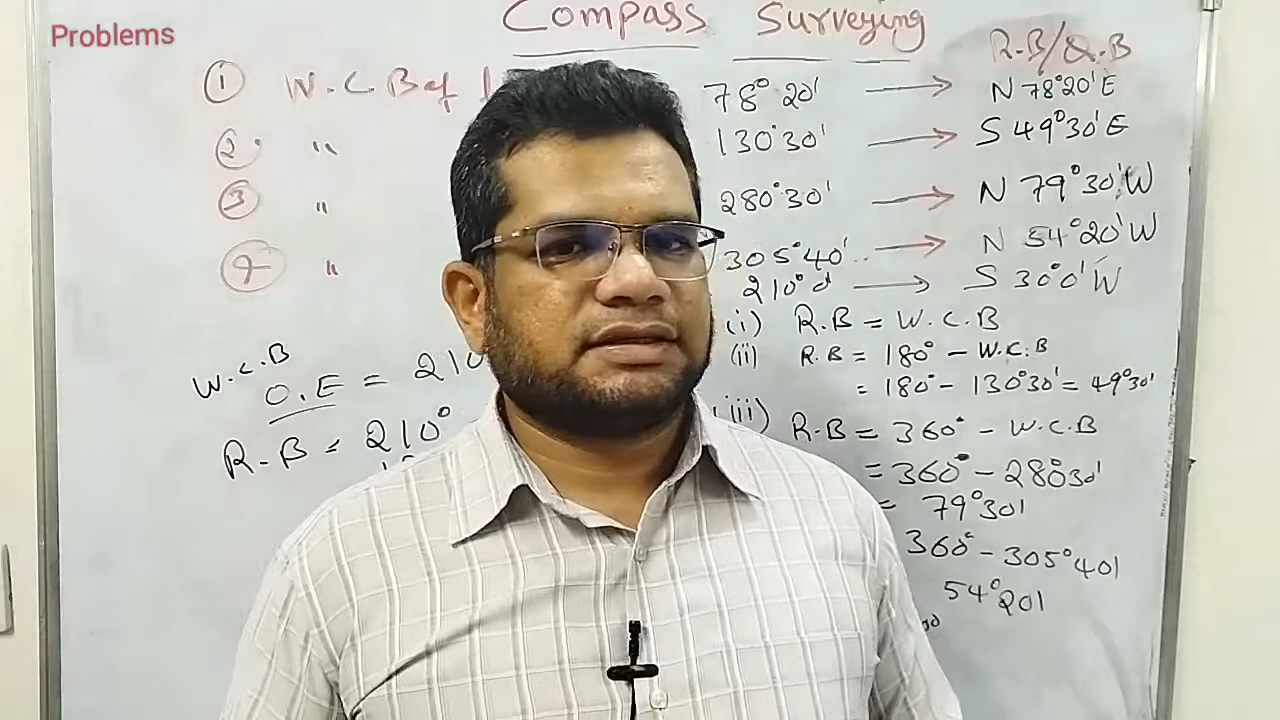 Problems
Compass Surveying
R.B/Q.B
① W.C.B of 78°20' → N 78°20'E
②. " 130°30' → S 49°30'E
③ " 280°30' → N 79°30'W
④ " 305°40' → N 54°20'W
210°0' → S 30°0'W
(i) R.B = W.C.B
(ii) R.B = 180° - W.C.B
= 180° - 130°30' = 49°30'
(iii) R.B = 360° - W.C.B
= 360° - 280°30'
= 79°30'
360° - 305°40'
54°20'
W.C.B
O.E = 210
R.B = 210°